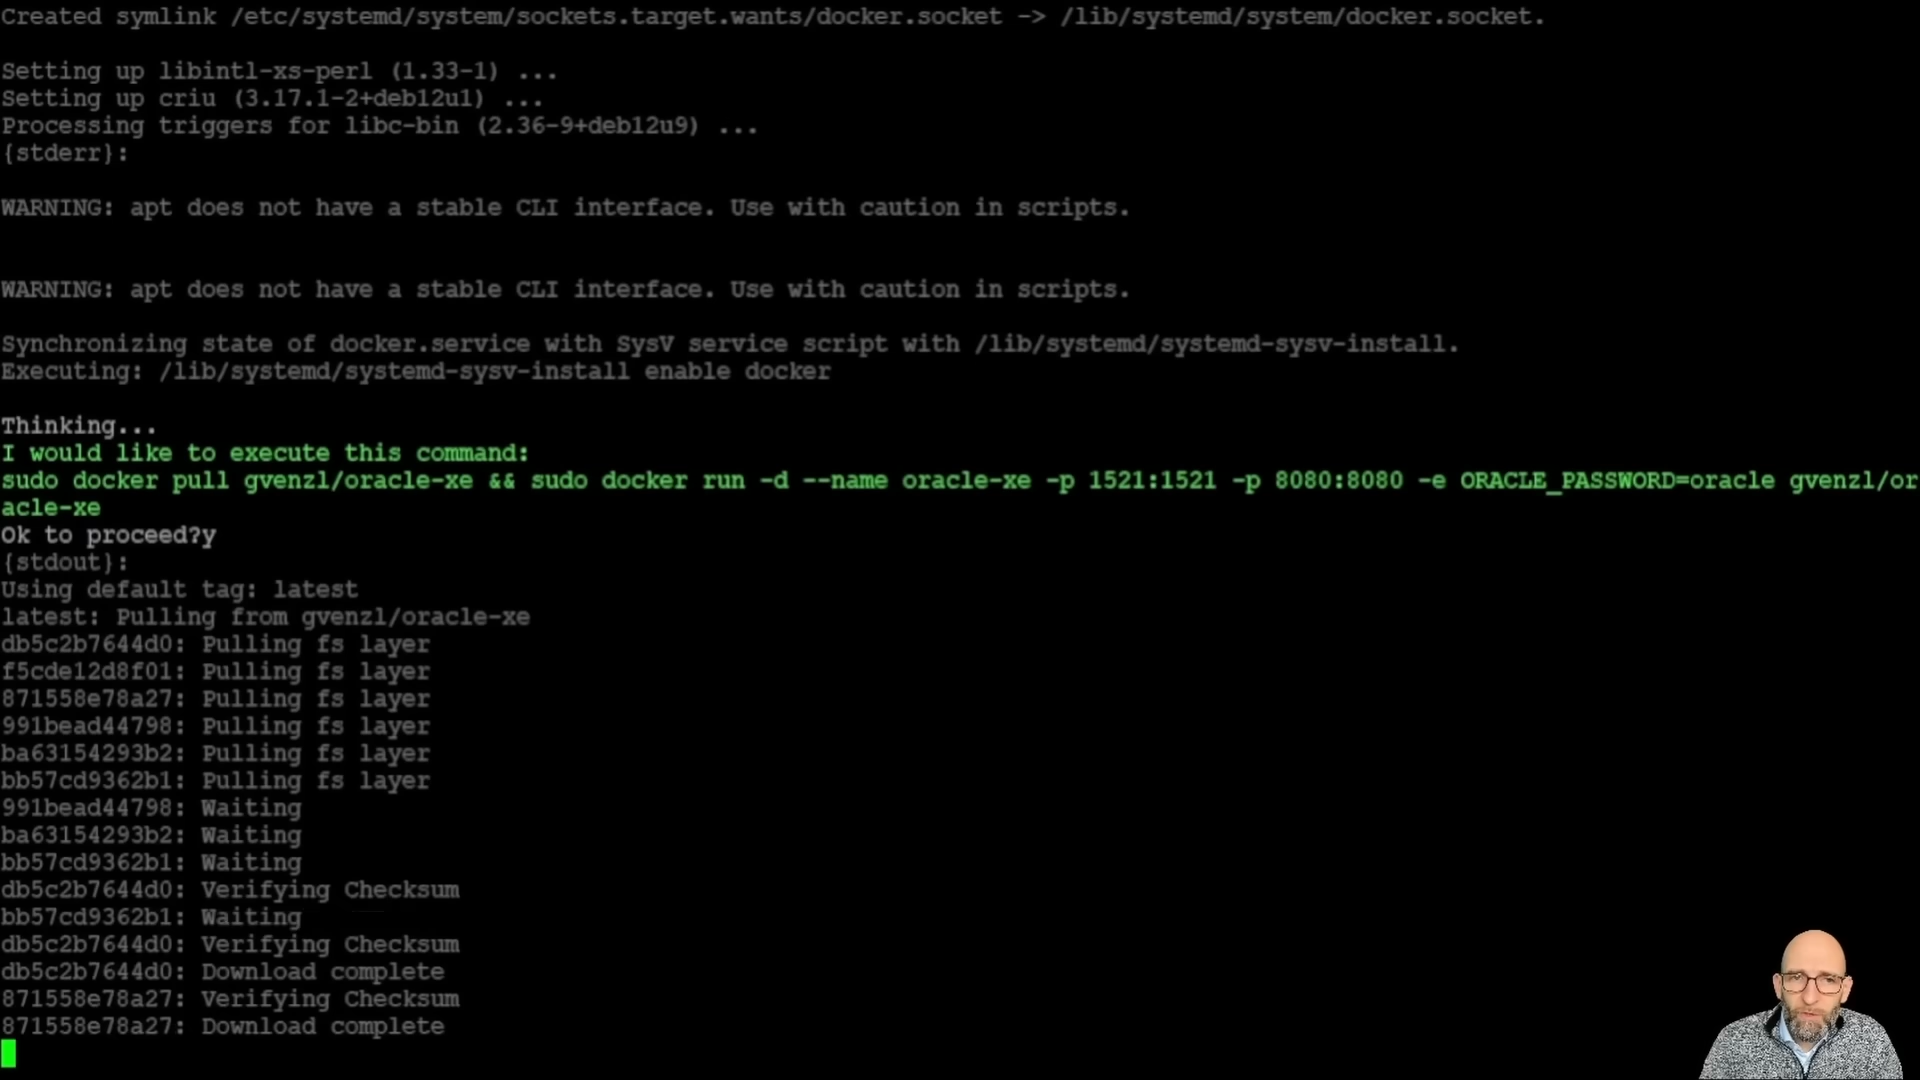 Created symlink /etc/systemd/system/sockets.target.wants/docker.socket -> /lib/systemd/system/docker.socket.
Setting up libintl-xs-perl (1.33-1) ...
Setting up criu (3.17.1-2+deb12u1) ...
Processing triggers for libc-bin (2.36-9+deb12u9) ...
{stderr}:
WARNING: apt does not have a stable CLI interface. Use with caution in scripts.
WARNING: apt does not have a stable CLI interface. Use with caution in scripts.
Synchronizing state of docker.service with SysV service script with /lib/systemd/systemd-sysv-install.
Executing: /lib/systemd/systemd-sysv-install enable docker
Thinking...
I would like to execute this command:
sudo docker pull gvenzl/oracle-xe && sudo docker run -d --name oracle-xe -p 1521:1521 -p 8080:8080 -e ORACLE_PASSWORD=oracle gvenzl/or
acle-xe
Ok to proceed?y
{stdout}:
Using default tag: latest
latest: Pulling from gvenzl/oracle-xe
db5c2b7644d0: Pulling fs layer
f5cde12d8f01: Pulling fs layer
871558e78a27: Pulling fs layer
991bead44798: Pulling fs layer
ba63154293b2: Pulling fs layer
bb57cd9362b1: Pulling fs layer
991bead44798: Waiting
ba63154293b2: Waiting
bb57cd9362b1: Waiting
db5c2b7644d0: Verifying Checksum
bb57cd9362b1: Waiting
db5c2b7644d0: Verifying Checksum
db5c2b7644d0: Download complete
871558e78a27: Verifying Checksum
871558e78a27: Download complete